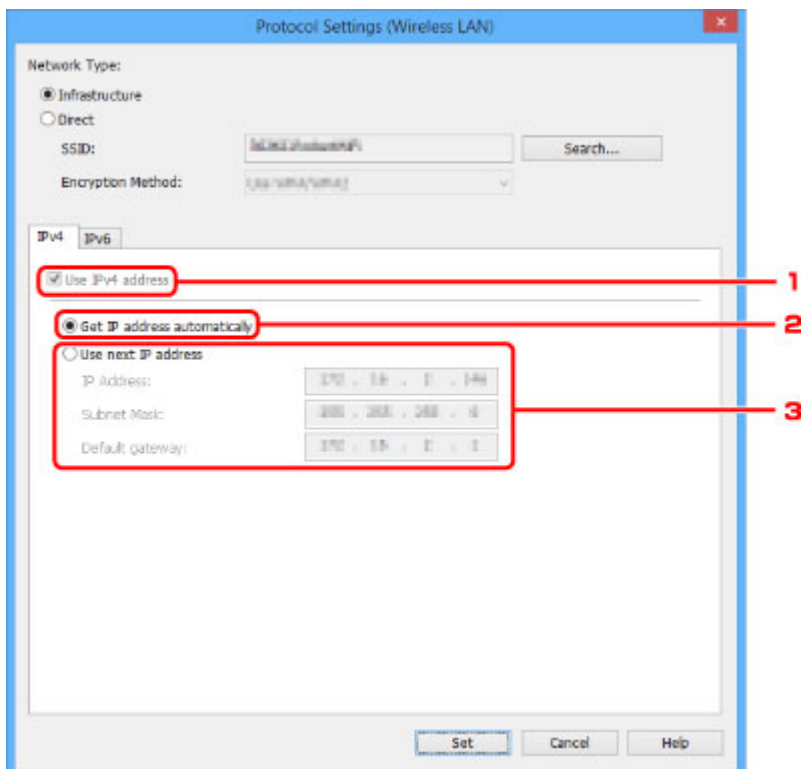 Protocol Settings (Wireless LAN)
Network Type:
Infrastructure
Direct
SSID:
Search...
Encryption Method:
IPv4 IPv6
Use IPv4 address
1
Get IP address automatically
2
Use next IP address
IP Address:
Subnet Mask:
3
Default gateway:
Set Cancel Help